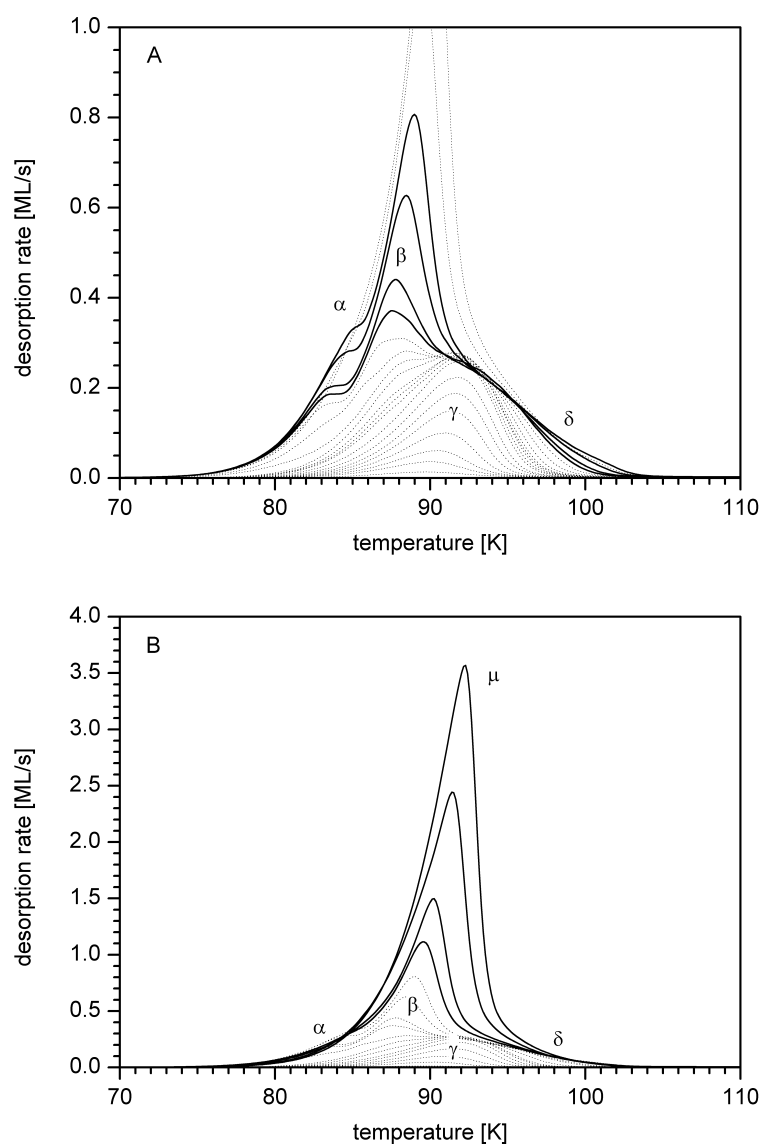 A
1.0
0.8
0.6
0.4
0.2
0.0
desorption rate [ML/s]
α
β
γ
δ
70 80 90 100 110
temperature [K]
B
4.0
3.5
3.0
2.5
2.0
1.5
1.0
0.5
0.0
desorption rate [ML/s]
μ
α
β
γ
δ
70 80 90 100 110
temperature [K]